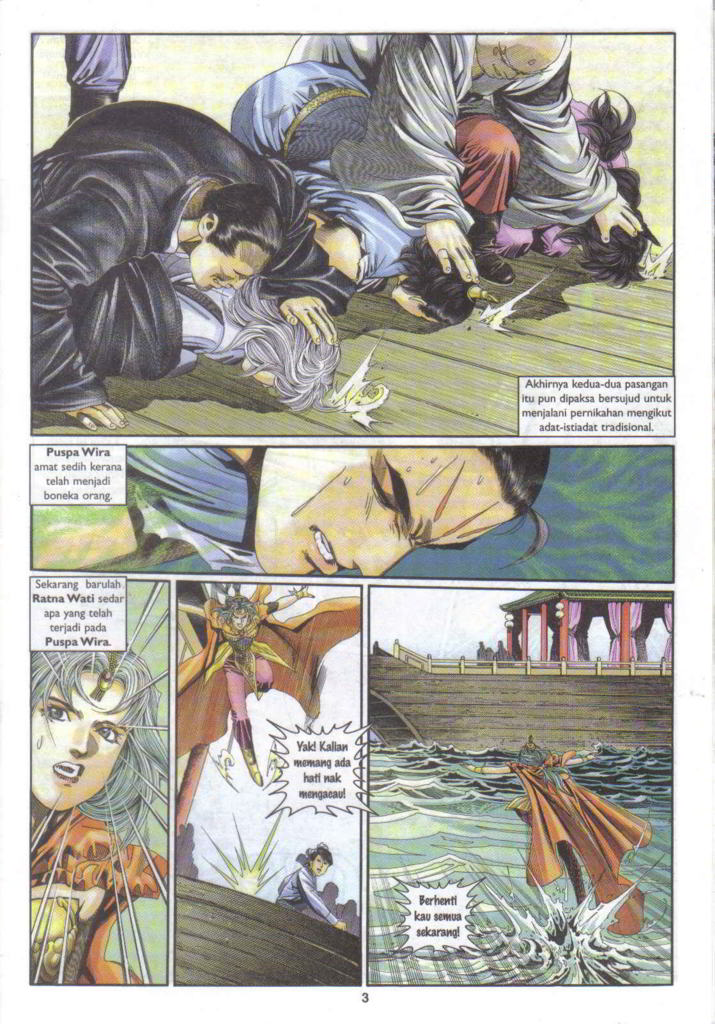 Akhirnya kedua-dua pasangan
itu pun dipaksa bersujud untuk
menjalani pernikahan mengikut
adat-istiadat tradisional.
Puspa Wira
amat sedih kerana
telah menjadi
boneka orang.
Sekarang barulah
Ratna Wati sedar
apa yang telah
terjadi pada
Puspa Wira.
Yak! Kalian
memang ada
hati nak
mengacau!
Berhenti
kau semua
sekarang!
3